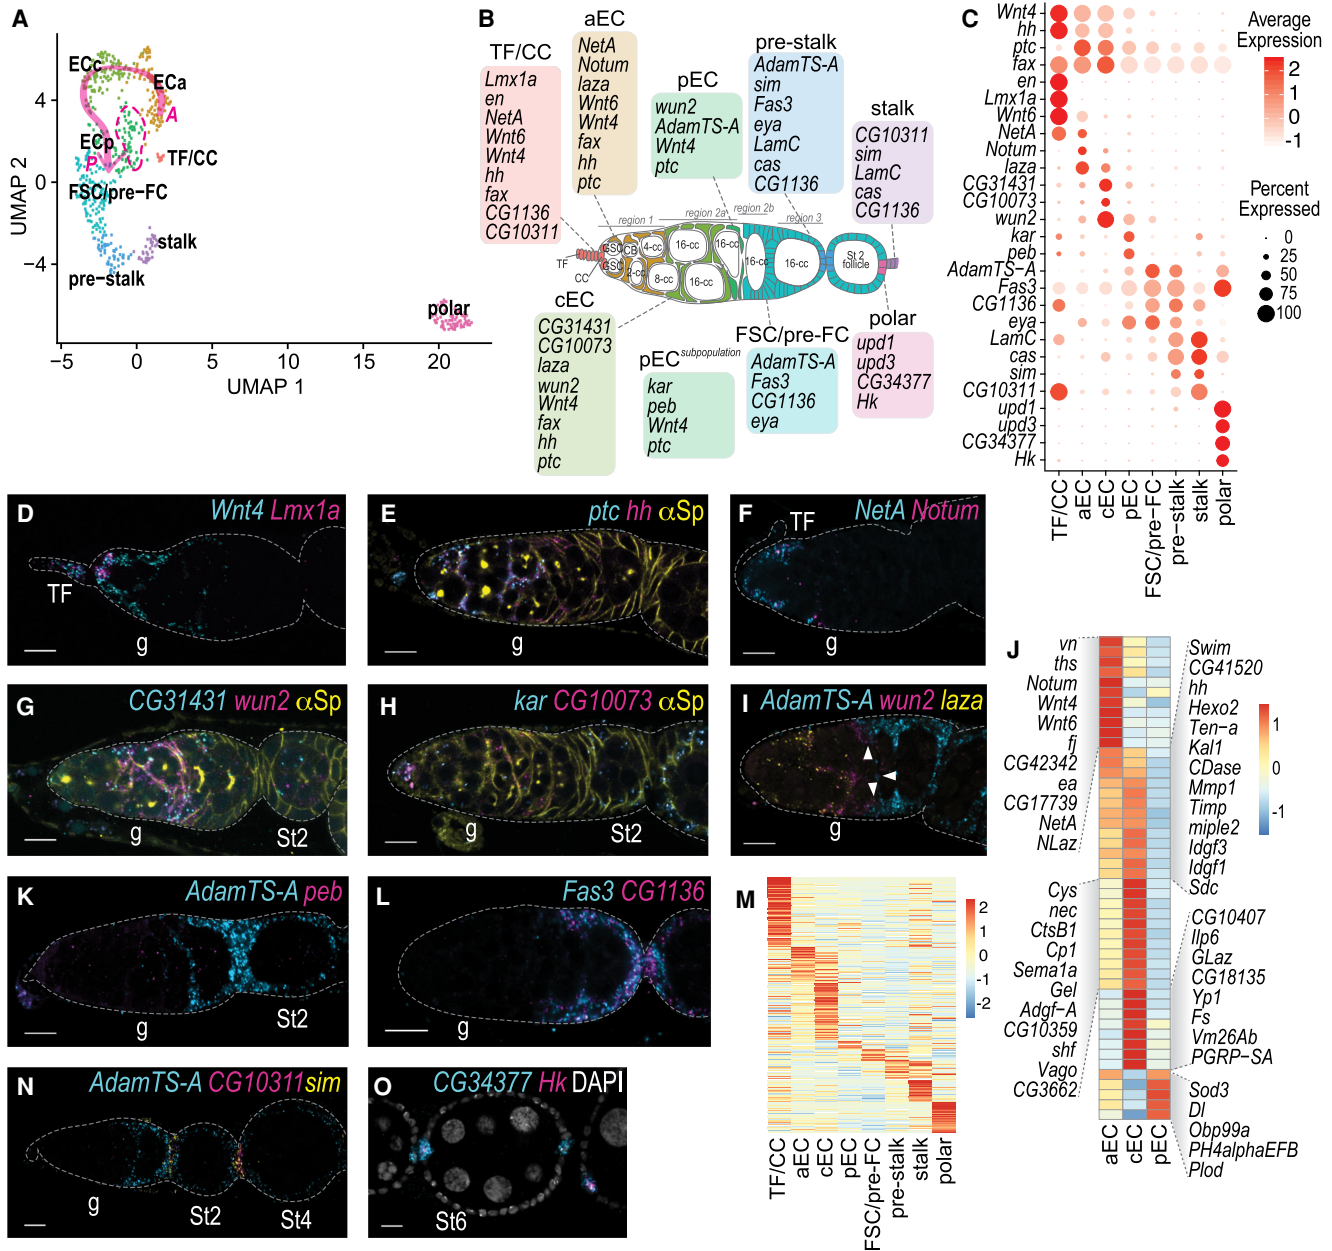 A
ECc
ECa
A
ECp
P
TF/CC
FSC/pre−FC
stalk
pre−stalk
polar
4
0
−4
UMAP 2
−5
0
5
10
15
20
UMAP 1
B
TF/CC
Lmx1a
en
NetA
Wnt6
Wnt4
hh
fax
CG1136
CG10311
aEC
NetA
Notum
laza
Wnt6
Wnt4
fax
hh
ptc
pEC
wun2
AdamTS-A
Wnt4
ptc
pre-stalk
AdamTS-A
sim
Fas3
eya
LamC
cas
CG1136
stalk
CG10311
sim
LamC
cas
CG1136
region 1
region 2a
region 2b
region 3
TF
CC
GSC
GSC
CB
2-cc
4-cc
8-cc
16-cc
16-cc
16-cc
16-cc
16-cc
St 2
follicle
cEC
CG31431
CG10073
laza
wun2
Wnt4
fax
hh
ptc
pEC subpopulation
kar
peb
Wnt4
ptc
FSC/pre-FC
AdamTS-A
Fas3
CG1136
eya
polar
upd1
upd3
CG34377
Hk
C
Wnt4
hh
ptc
fax
en
Lmx1a
Wnt6
NetA
Notum
laza
CG31431
CG10073
wun2
kar
peb
AdamTS−A
Fas3
CG1136
eya
LamC
cas
sim
CG10311
upd1
upd3
CG34377
Hk
TF/CC
aEC
cEC
pEC
FSC/pre-FC
pre-stalk
stalk
polar
Average
Expression
2
1
0
-1
Percent
Expressed
0
25
50
75
100
D
Wnt4 Lmx1a
TF
g
E
ptc hh αSp
g
F
NetA Notum
TF
g
G
CG31431 wun2 αSp
g
St2
H
kar CG10073 αSp
g
St2
I
AdamTS-A wun2 laza
g
J
vn
ths
Notum
Wnt4
Wnt6
fj
CG42342
ea
CG17739
NetA
NLaz
Cys
nec
CtsB1
Cp1
Sema1a
Gel
Adgf-A
CG10359
shf
Vago
CG3662
Swim
CG41520
hh
Hexo2
Ten-a
Kal1
CDase
Mmp1
Timp
miple2
Idgf3
Idgf1
Sdc
CG10407
Ilp6
GLaz
CG18135
Yp1
Fs
Vm26Ab
PGRP−SA
Sod3
Dl
Obp99a
PH4alphaEFB
Plod
aEC
cEC
pEC
1
0
-1
K
AdamTS-A peb
g
St2
L
Fas3 CG1136
g
M
TF/CC
aEC
cEC
pEC
FSC/pre-FC
pre-stalk
stalk
polar
2
1
0
-1
-2
N
AdamTS-A CG10311 sim
g
St2
St4
O
CG34377 Hk DAPI
St6